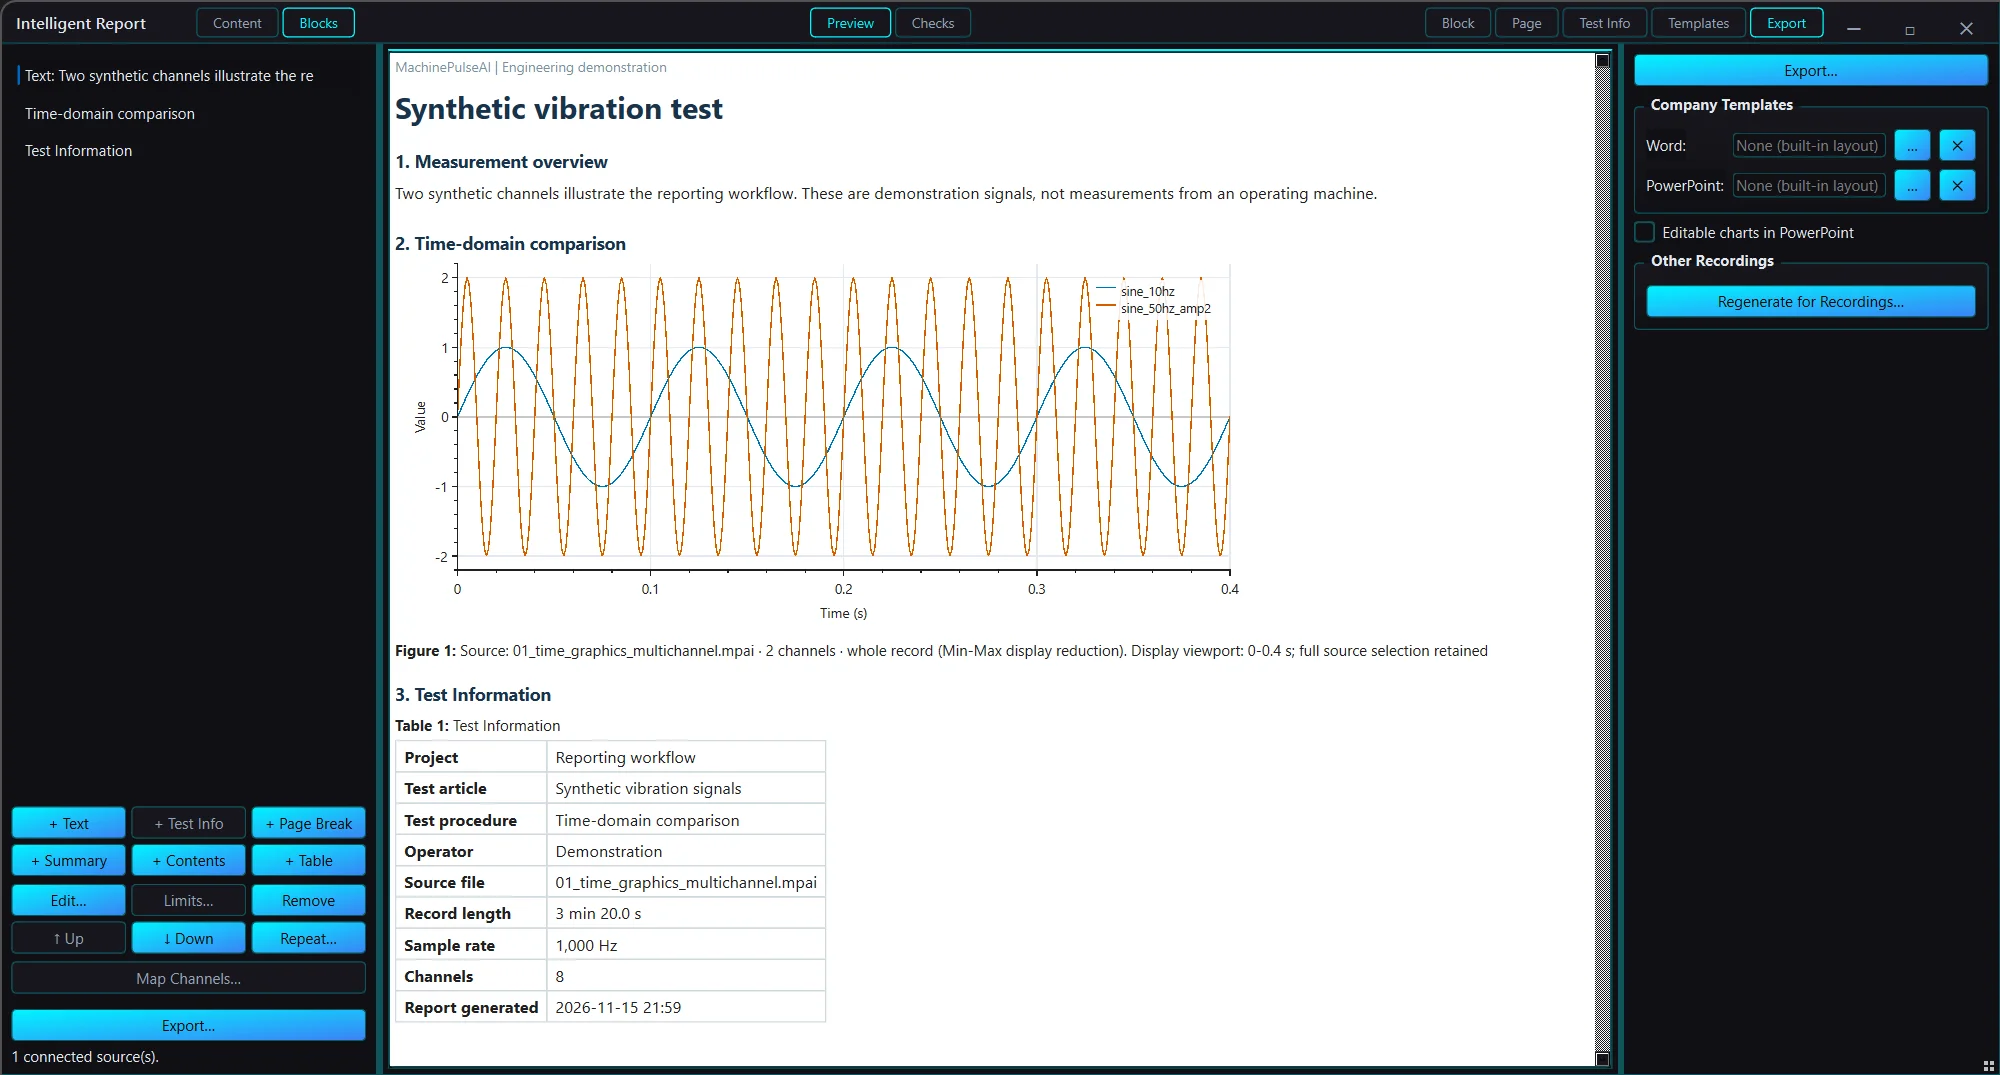 Intelligent Report
Content
Blocks
Preview
Checks
Block
Page
Test Info
Templates
Export
Text: Two synthetic channels illustrate the re
Time-domain comparison
Test Information
+ Text
+ Test Info
+ Page Break
+ Summary
+ Contents
+ Table
Edit...
Limits...
Remove
↑ Up
↓ Down
Repeat...
Map Channels...
Export...
1 connected source(s).
MachinePulseAI | Engineering demonstration
Synthetic vibration test
1. Measurement overview
Two synthetic channels illustrate the reporting workflow. These are demonstration signals, not measurements from an operating machine.
2. Time-domain comparison
sine_10hz
sine_50hz_amp2
2
1
0
-1
-2
Value
0
0.1
0.2
0.3
0.4
Time (s)
Figure 1: Source: 01_time_graphics_multichannel.mpai · 2 channels · whole record (Min-Max display reduction). Display viewport: 0-0.4 s; full source selection retained
3. Test Information
Table 1: Test Information
Project Reporting workflow
Test article Synthetic vibration signals
Test procedure Time-domain comparison
Operator Demonstration
Source file 01_time_graphics_multichannel.mpai
Record length 3 min 20.0 s
Sample rate 1,000 Hz
Channels 8
Report generated 2026-11-15 21:59
Export...
Company Templates
Word: None (built-in layout) ... ✕
PowerPoint: None (built-in layout) ... ✕
Editable charts in PowerPoint
Other Recordings
Regenerate for Recordings...